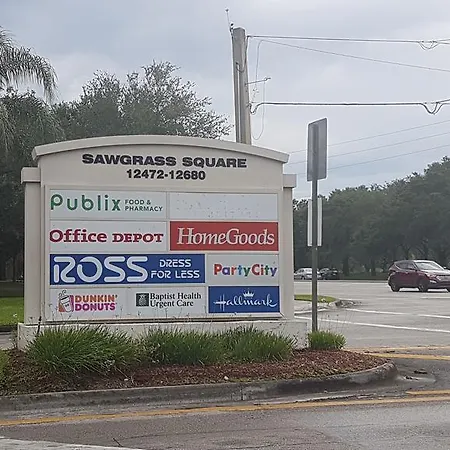 SAWGRASS SQUARE
12472-12680
Publix FOOD & PHARMACY
Office DEPOT
HomeGoods
ROSS DRESS FOR LESS
PartyCity
DUNKIN' DONUTS
Baptist Health Urgent Care
Hallmark